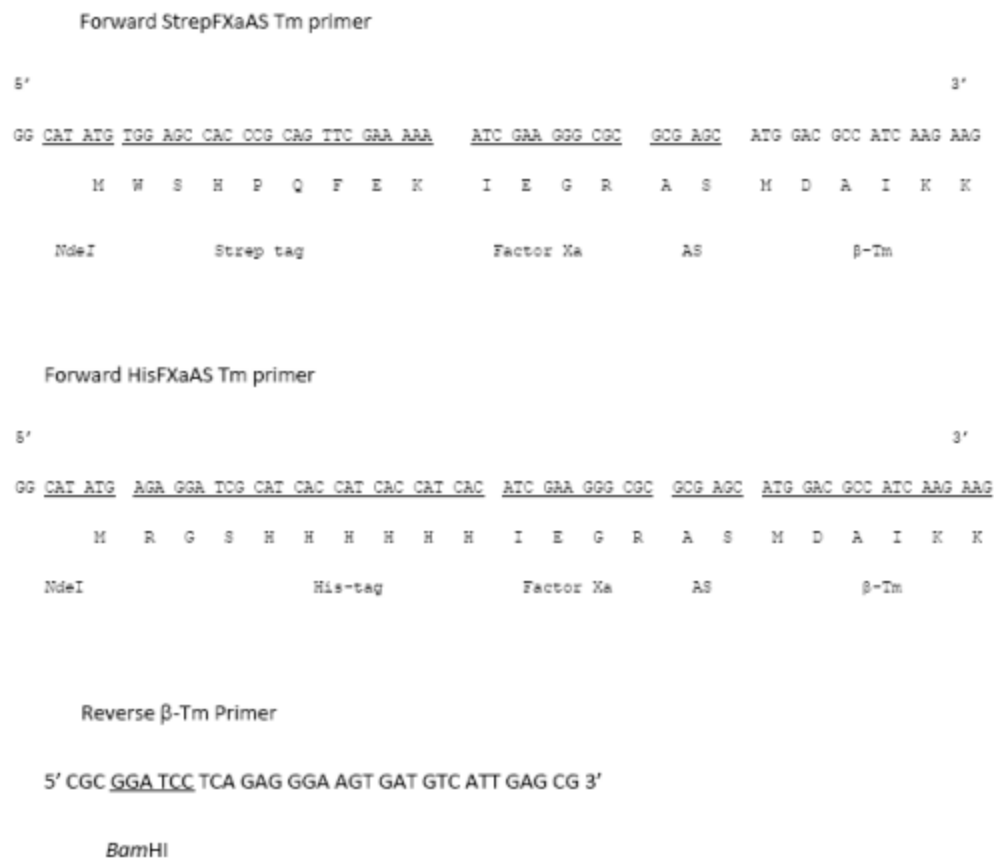 Forward StrepFXaAS Tm primer
5' 3'
GG CAT ATG TGG AGC CAC CCG CAG TTC GAA AAA ATC GAA GGG CGC GCG AGC ATG GAC GCC ATC AAG AAG
M W S H P Q F E K I E G R A S M D A I K K
NdeI Strep tag Factor Xa AS β-Tm
Forward HisFXaAS Tm primer
5' 3'
GG CAT ATG AGA GGA TCG CAT CAC CAT CAC CAT CAC ATC GAA GGG CGC GCG AGC ATG GAC GCC ATC AAG AAG
M R G S H H H H H H I E G R A S M D A I K K
NdeI His-tag Factor Xa AS β-Tm
Reverse β-Tm Primer
5' CGC GGA TCC TCA GAG GGA AGT GAT GTC ATT GAG CG 3'
BamHI